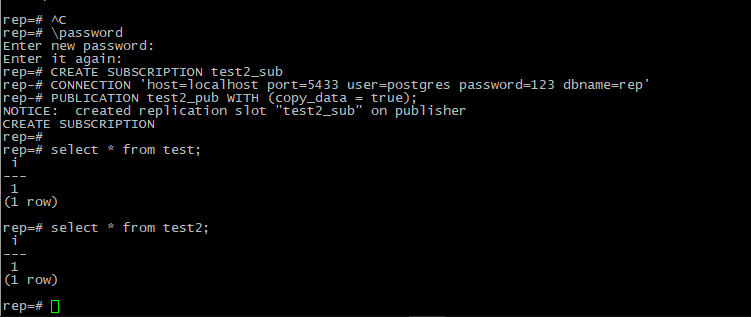 rep=# ^C
rep=# \password
Enter new password:
Enter it again:
rep=# CREATE SUBSCRIPTION test2_sub
rep-# CONNECTION 'host=localhost port=5433 user=postgres password=123 dbname=rep'
rep-# PUBLICATION test2_pub WITH (copy_data = true);
NOTICE:  created replication slot "test2_sub" on publisher
CREATE SUBSCRIPTION
rep=#
rep=# select * from test;
 i
---
 1
(1 row)
rep=# select * from test2;
 i
---
 1
(1 row)
rep=#